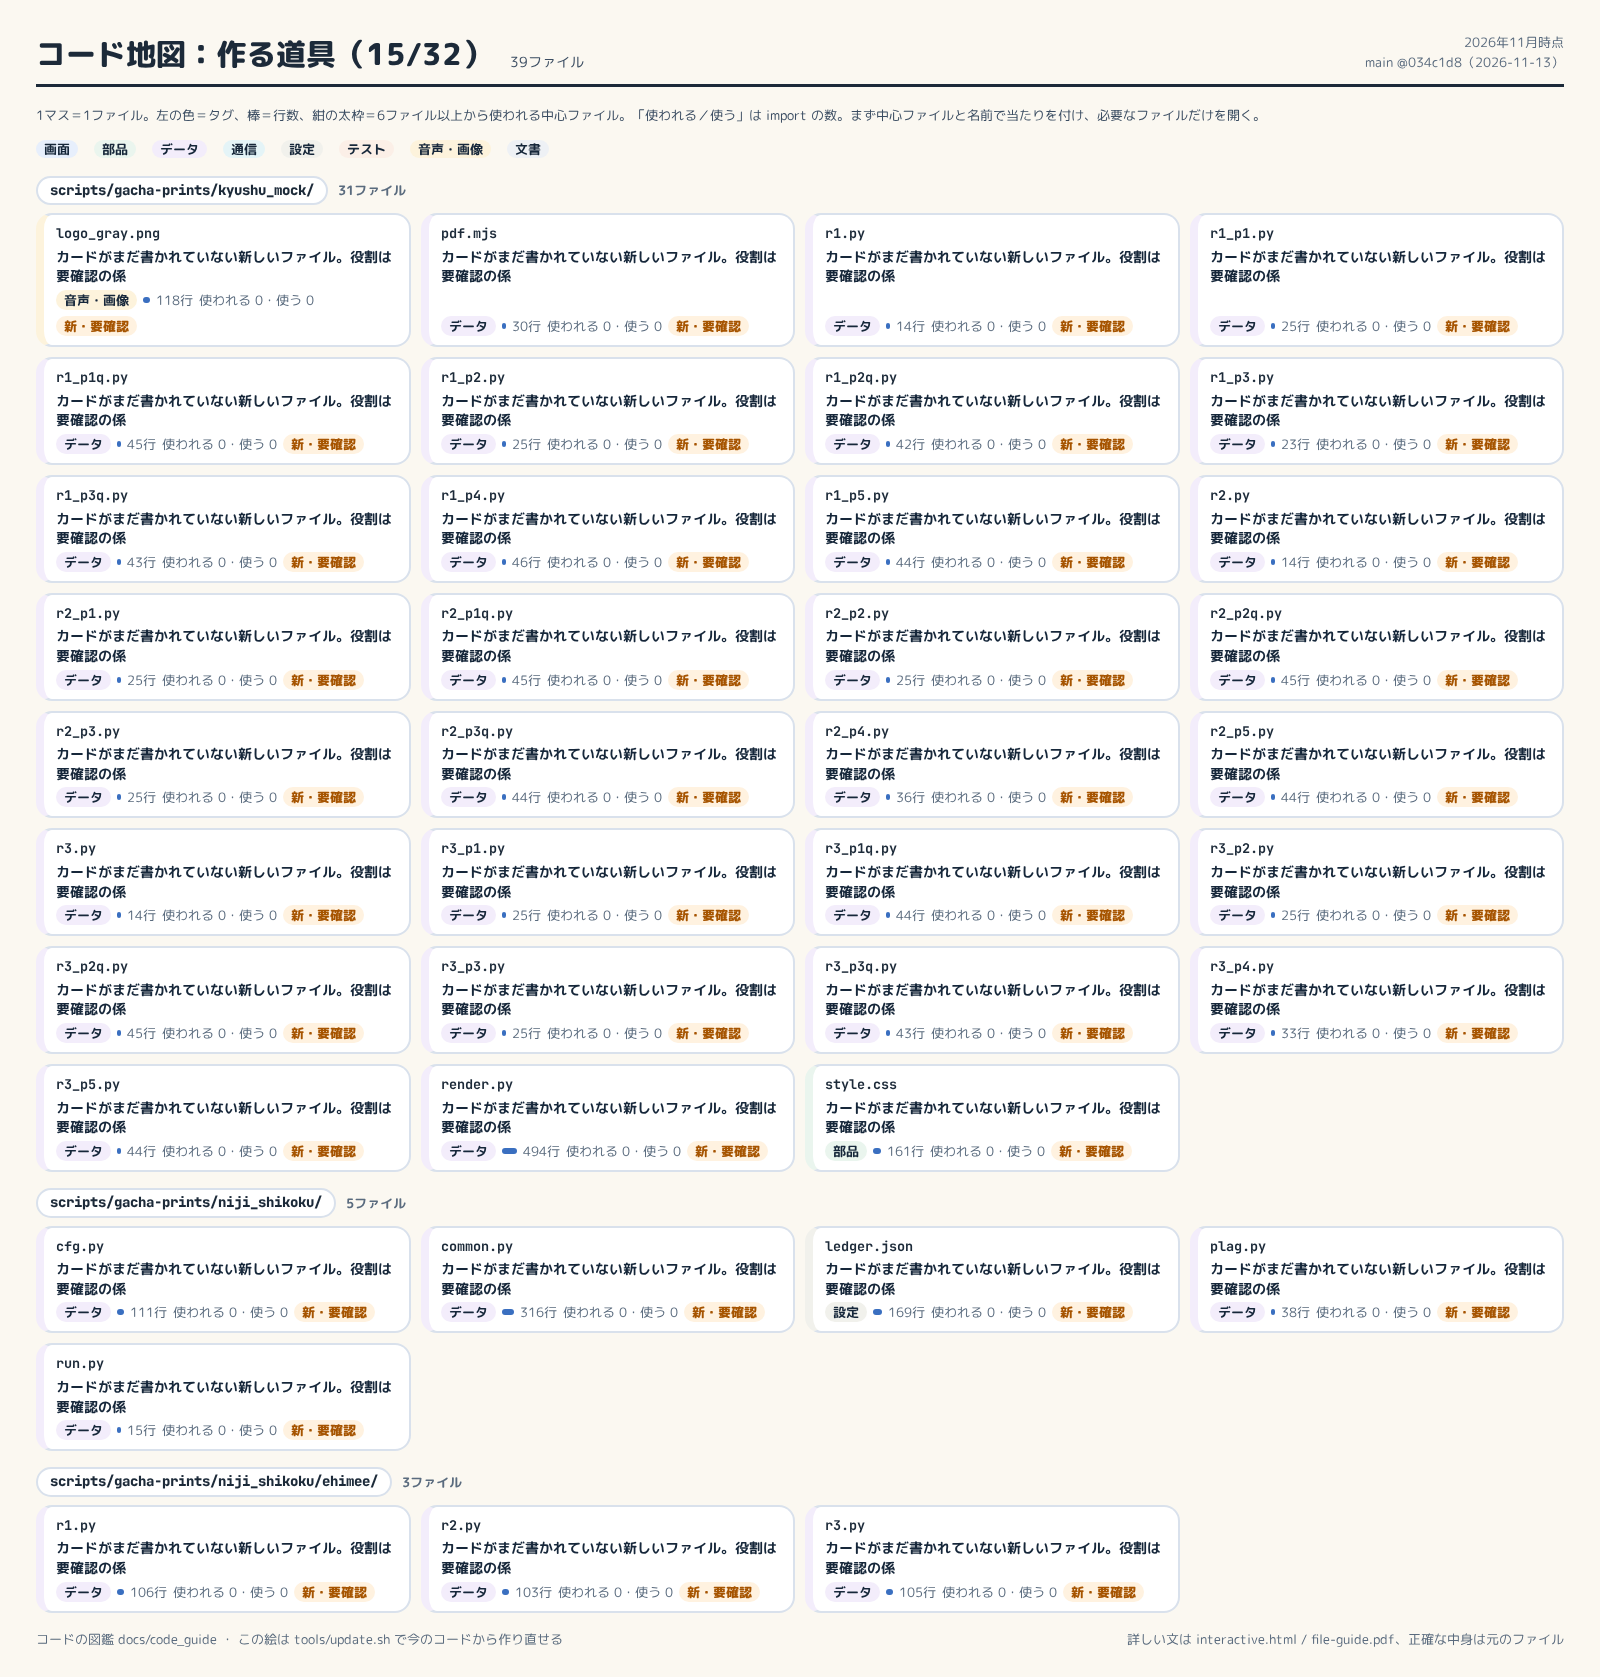 コード地図：作る道具（15/32）
39ファイル
2026年11月時点
main @034c1d8（2026-11-13）
1マス＝1ファイル。左の色＝タグ、棒＝行数、紺の太枠＝6ファイル以上から使われる中心ファイル。「使われる／使う」は import の数。まず中心ファイルと名前で当たりを付け、必要なファイルだけを開く。
画面 部品 データ 通信 設定 テスト 音声・画像 文書
scripts/gacha-prints/kyushu_mock/ 31ファイル
logo_gray.png
カードがまだ書かれていない新しいファイル。役割は
要確認の係
音声・画像 118行 使われる 0・使う 0
新・要確認
pdf.mjs
カードがまだ書かれていない新しいファイル。役割は
要確認の係
データ 30行 使われる 0・使う 0 新・要確認
r1.py
カードがまだ書かれていない新しいファイル。役割は
要確認の係
データ 14行 使われる 0・使う 0 新・要確認
r1_p1.py
カードがまだ書かれていない新しいファイル。役割は
要確認の係
データ 25行 使われる 0・使う 0 新・要確認
r1_p1q.py
カードがまだ書かれていない新しいファイル。役割は
要確認の係
データ 45行 使われる 0・使う 0 新・要確認
r1_p2.py
カードがまだ書かれていない新しいファイル。役割は
要確認の係
データ 25行 使われる 0・使う 0 新・要確認
r1_p2q.py
カードがまだ書かれていない新しいファイル。役割は
要確認の係
データ 42行 使われる 0・使う 0 新・要確認
r1_p3.py
カードがまだ書かれていない新しいファイル。役割は
要確認の係
データ 23行 使われる 0・使う 0 新・要確認
r1_p3q.py
カードがまだ書かれていない新しいファイル。役割は
要確認の係
データ 43行 使われる 0・使う 0 新・要確認
r1_p4.py
カードがまだ書かれていない新しいファイル。役割は
要確認の係
データ 46行 使われる 0・使う 0 新・要確認
r1_p5.py
カードがまだ書かれていない新しいファイル。役割は
要確認の係
データ 44行 使われる 0・使う 0 新・要確認
r2.py
カードがまだ書かれていない新しいファイル。役割は
要確認の係
データ 14行 使われる 0・使う 0 新・要確認
r2_p1.py
カードがまだ書かれていない新しいファイル。役割は
要確認の係
データ 25行 使われる 0・使う 0 新・要確認
r2_p1q.py
カードがまだ書かれていない新しいファイル。役割は
要確認の係
データ 45行 使われる 0・使う 0 新・要確認
r2_p2.py
カードがまだ書かれていない新しいファイル。役割は
要確認の係
データ 25行 使われる 0・使う 0 新・要確認
r2_p2q.py
カードがまだ書かれていない新しいファイル。役割は
要確認の係
データ 45行 使われる 0・使う 0 新・要確認
r2_p3.py
カードがまだ書かれていない新しいファイル。役割は
要確認の係
データ 25行 使われる 0・使う 0 新・要確認
r2_p3q.py
カードがまだ書かれていない新しいファイル。役割は
要確認の係
データ 44行 使われる 0・使う 0 新・要確認
r2_p4.py
カードがまだ書かれていない新しいファイル。役割は
要確認の係
データ 36行 使われる 0・使う 0 新・要確認
r2_p5.py
カードがまだ書かれていない新しいファイル。役割は
要確認の係
データ 44行 使われる 0・使う 0 新・要確認
r3.py
カードがまだ書かれていない新しいファイル。役割は
要確認の係
データ 14行 使われる 0・使う 0 新・要確認
r3_p1.py
カードがまだ書かれていない新しいファイル。役割は
要確認の係
データ 25行 使われる 0・使う 0 新・要確認
r3_p1q.py
カードがまだ書かれていない新しいファイル。役割は
要確認の係
データ 44行 使われる 0・使う 0 新・要確認
r3_p2.py
カードがまだ書かれていない新しいファイル。役割は
要確認の係
データ 25行 使われる 0・使う 0 新・要確認
r3_p2q.py
カードがまだ書かれていない新しいファイル。役割は
要確認の係
データ 45行 使われる 0・使う 0 新・要確認
r3_p3.py
カードがまだ書かれていない新しいファイル。役割は
要確認の係
データ 25行 使われる 0・使う 0 新・要確認
r3_p3q.py
カードがまだ書かれていない新しいファイル。役割は
要確認の係
データ 43行 使われる 0・使う 0 新・要確認
r3_p4.py
カードがまだ書かれていない新しいファイル。役割は
要確認の係
データ 33行 使われる 0・使う 0 新・要確認
r3_p5.py
カードがまだ書かれていない新しいファイル。役割は
要確認の係
データ 44行 使われる 0・使う 0 新・要確認
render.py
カードがまだ書かれていない新しいファイル。役割は
要確認の係
データ 494行 使われる 0・使う 0 新・要確認
style.css
カードがまだ書かれていない新しいファイル。役割は
要確認の係
部品 161行 使われる 0・使う 0 新・要確認
scripts/gacha-prints/niji_shikoku/ 5ファイル
cfg.py
カードがまだ書かれていない新しいファイル。役割は
要確認の係
データ 111行 使われる 0・使う 0 新・要確認
common.py
カードがまだ書かれていない新しいファイル。役割は
要確認の係
データ 316行 使われる 0・使う 0 新・要確認
ledger.json
カードがまだ書かれていない新しいファイル。役割は
要確認の係
設定 169行 使われる 0・使う 0 新・要確認
plag.py
カードがまだ書かれていない新しいファイル。役割は
要確認の係
データ 38行 使われる 0・使う 0 新・要確認
run.py
カードがまだ書かれていない新しいファイル。役割は
要確認の係
データ 15行 使われる 0・使う 0 新・要確認
scripts/gacha-prints/niji_shikoku/ehimee/ 3ファイル
r1.py
カードがまだ書かれていない新しいファイル。役割は
要確認の係
データ 106行 使われる 0・使う 0 新・要確認
r2.py
カードがまだ書かれていない新しいファイル。役割は
要確認の係
データ 103行 使われる 0・使う 0 新・要確認
r3.py
カードがまだ書かれていない新しいファイル。役割は
要確認の係
データ 105行 使われる 0・使う 0 新・要確認
コードの図鑑 docs/code_guide ・ この絵は tools/update.sh で今のコードから作り直せる
詳しい文は interactive.html / file-guide.pdf、正確な中身は元のファイル